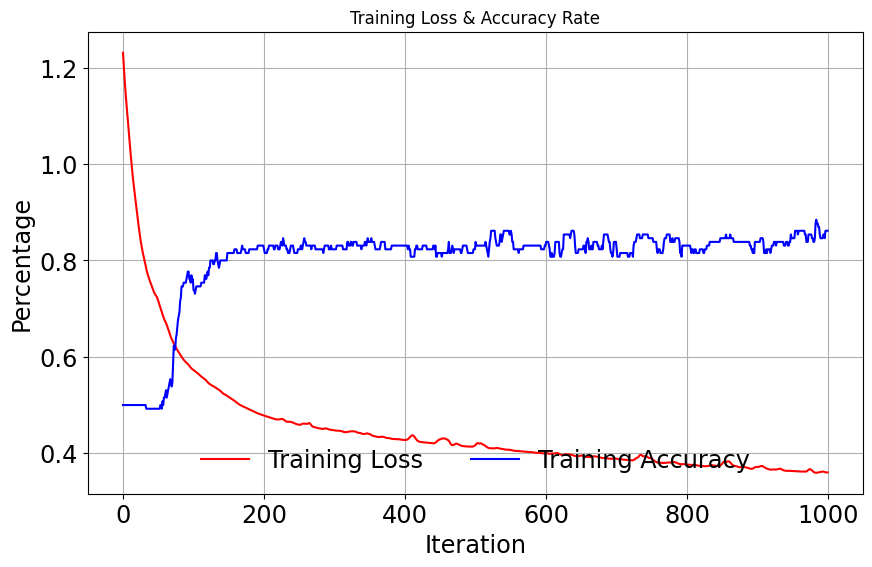 Training Loss & Accuracy Rate
Percentage
1.2
1.0
0.8
0.6
0.4
Training Loss
Training Accuracy
0 200 400 600 800 1000
Iteration